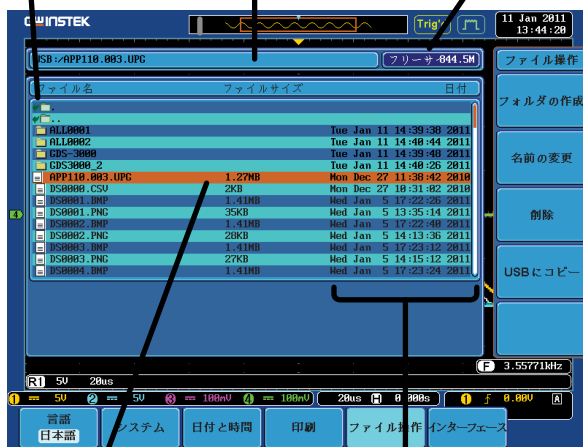 GWINSTEK
Trig'd
11 Jan 2011
13:44:20
USB:/APP110.003.UPG
フリーサ 844.5M
ファイル操作
ファイル名 ファイルサイズ 日付
.
..
ALL0001 Tue Jan 11 14:39:38 2011
ALL0002 Tue Jan 11 14:40:44 2011
GDS-3000 Tue Jan 11 14:39:48 2011
GDS3000_2 Tue Jan 11 14:40:26 2011
APP110.003.UPG 1.27MB Mon Dec 27 11:38:42 2010
DS0000.CSV 2KB Mon Dec 27 10:31:02 2010
DS0001.BMP 1.41MB Wed Jan 5 17:22:26 2011
DS0001.PNG 35KB Wed Jan 5 13:35:14 2011
DS0002.BMP 1.41MB Wed Jan 5 17:22:40 2011
DS0002.PNG 28KB Wed Jan 5 14:13:36 2011
DS0003.BMP 1.41MB Wed Jan 5 17:23:12 2011
DS0003.PNG 27KB Wed Jan 5 14:15:12 2011
DS0004.BMP 1.41MB Wed Jan 5 17:23:24 2011
フォルダの作成
名前の変更
削除
USBにコピー
4
F 3.55771kHz
R1 5V 20us
1 5V 2 5V 3 100mV 4 100mV 20us H 0.000s 1 f 0.00V A
言語
日本語
システム
日付と時間
印刷
ファイル操作
インターフェース